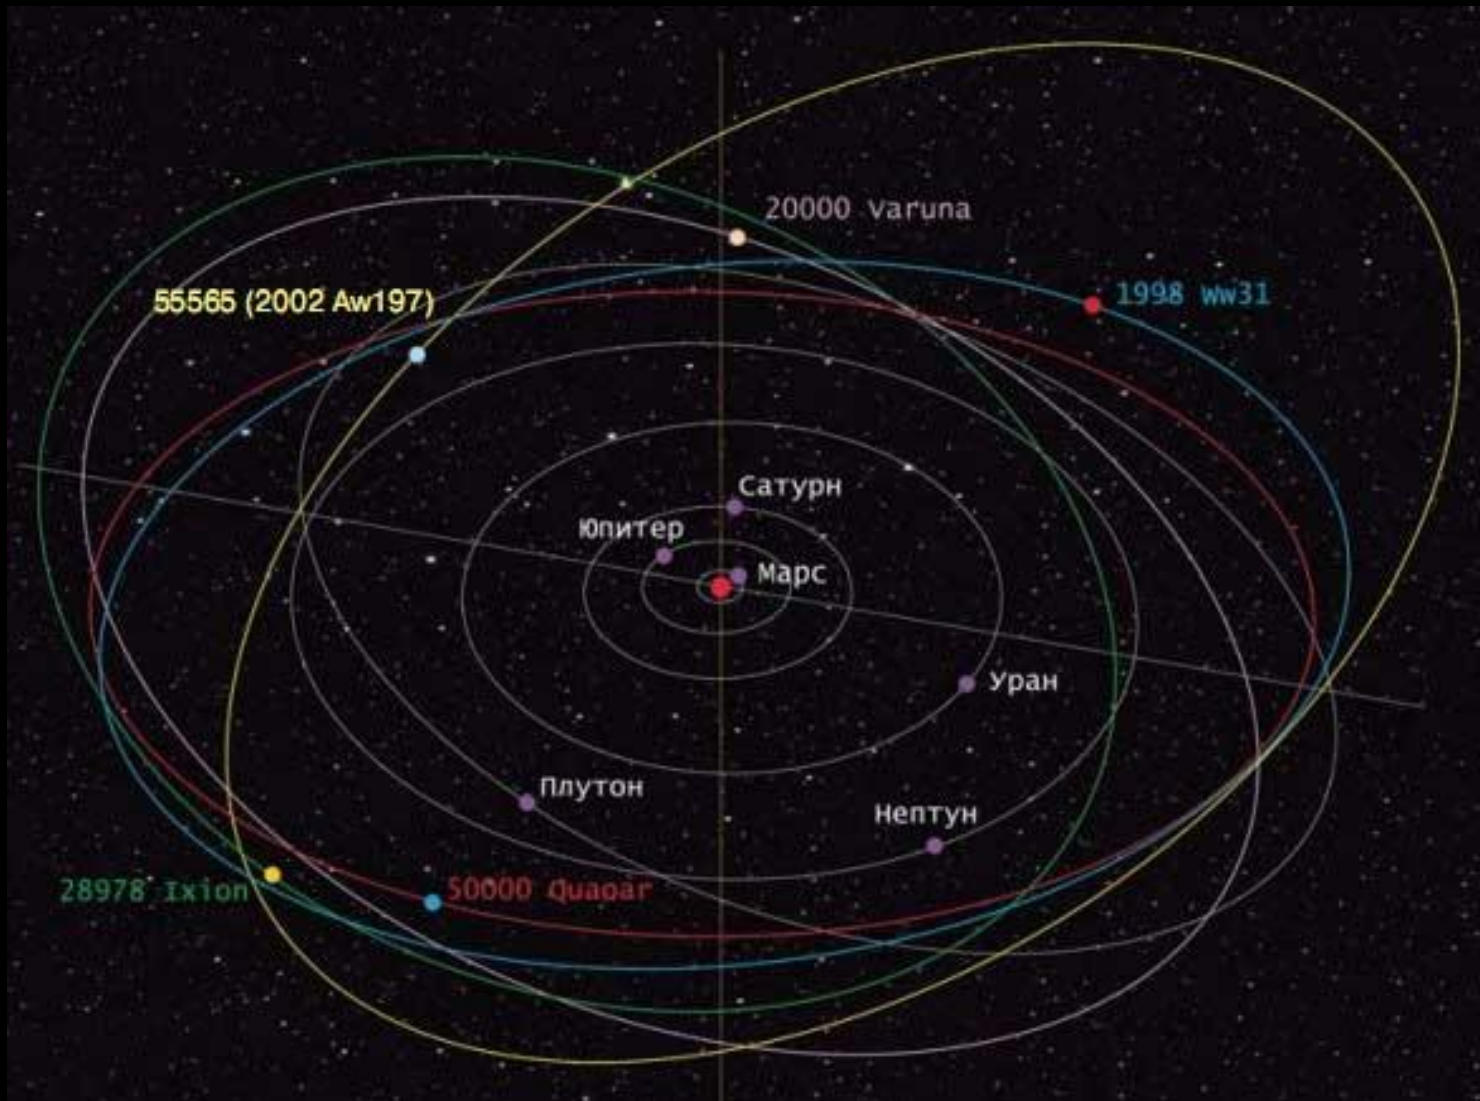 20000 Varuna
1998 Ww31
55565 (2002 Aw197)
Сатурн
Юпитер
Марс
Уран
Плутон
Нептун
28978 Ixion
50000 Quaoar